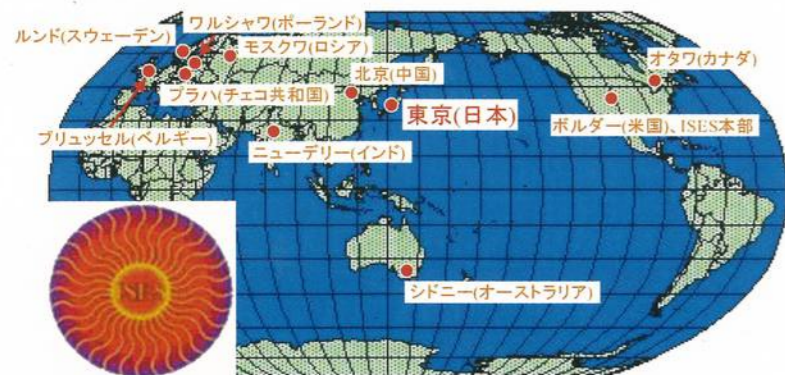 ワルシャワ(ポーランド)
ルンド(スウェーデン)
モスクワ(ロシア)
オタワ(カナダ)
北京(中国)
プラハ(チェコ共和国)
東京(日本)
ボルダー(米国)、ISES本部
ブリュッセル(ベルギー)
ニューデリー(インド)
シドニー(オーストラリア)
ISES